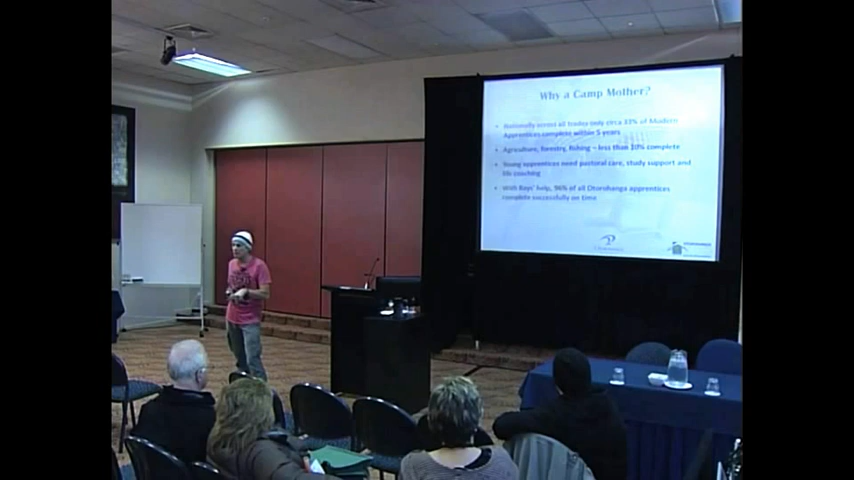 Why a Camp Mother?
• Nationally across all trades only circa 33% of Modern
Apprentices complete within 5 years
• Agriculture, forestry, fishing – less than 10% complete
• Young apprentices need pastoral care, study support and
life coaching
• With Rays' help, 96% of all Otorohanga apprentices
complete successfully on time
OTOROHANGA